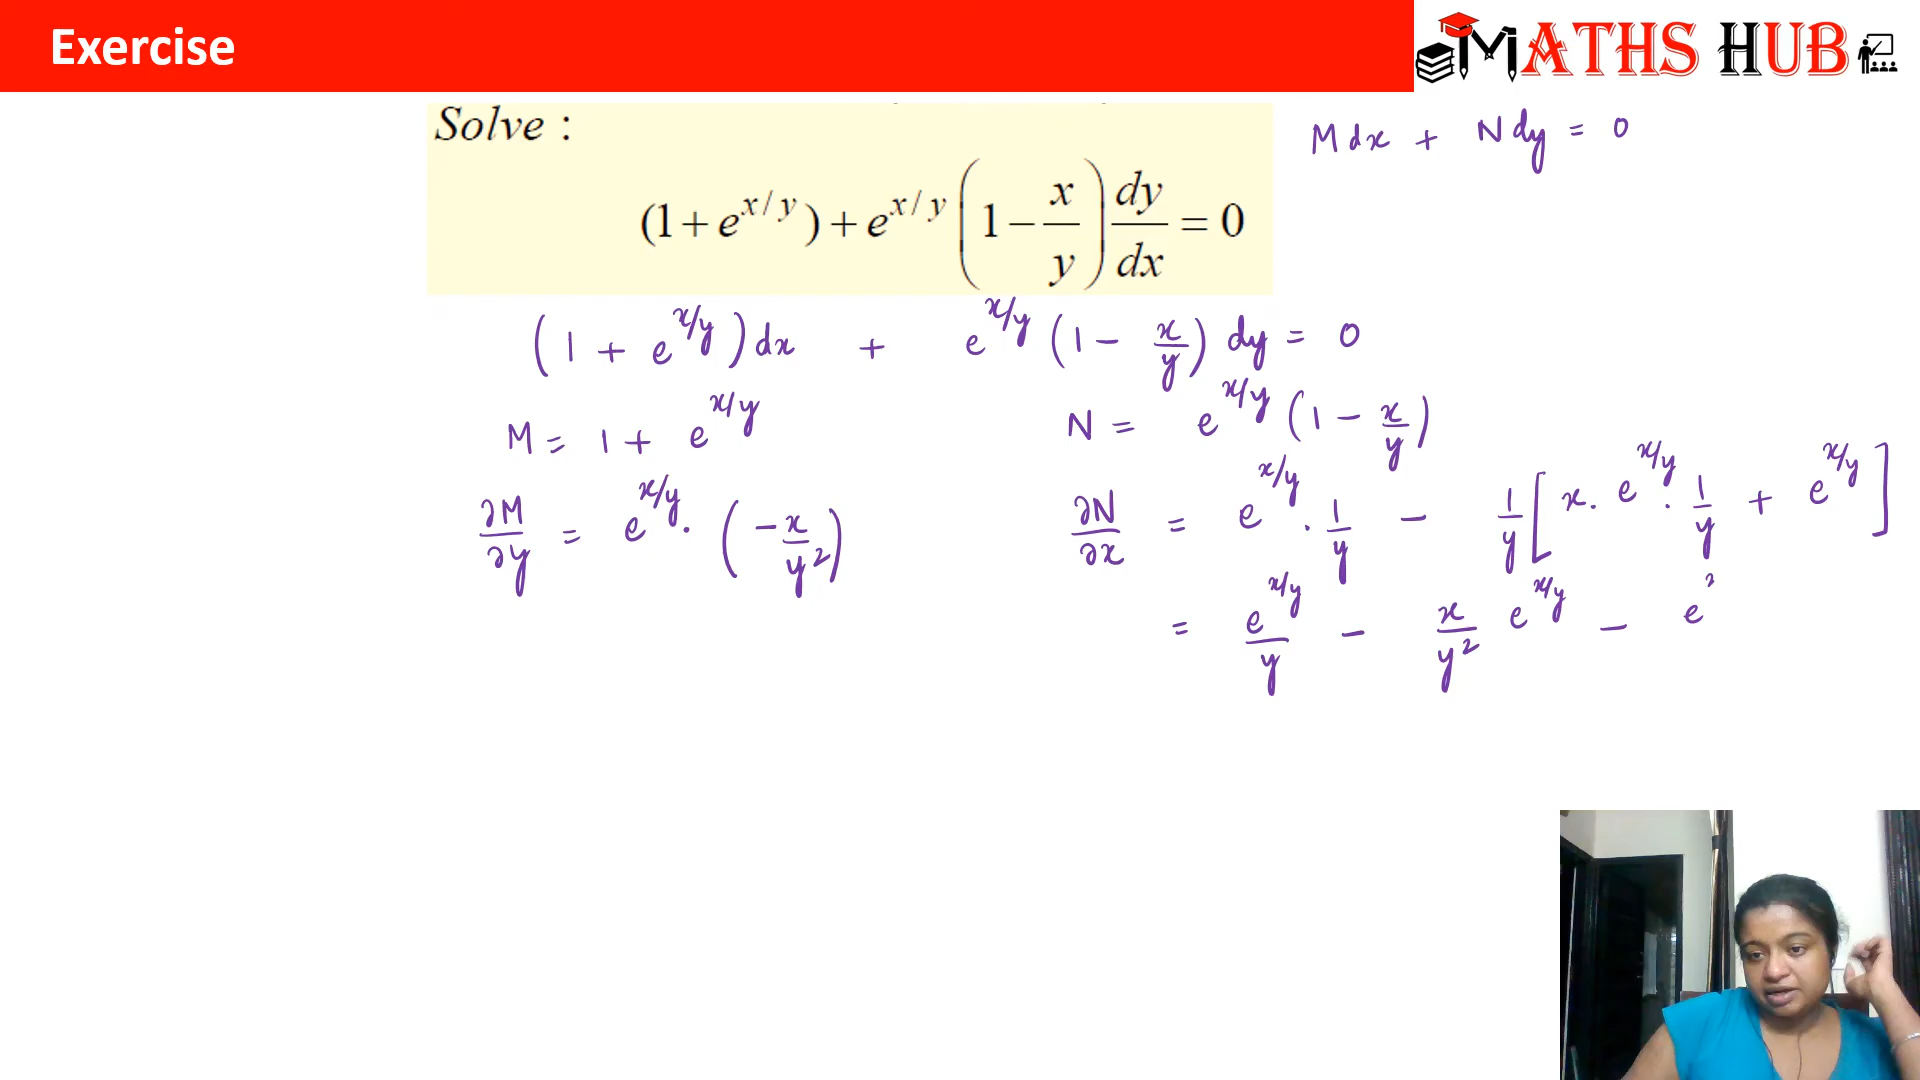 Exercise
MATHS HUB
Solve :
(1 + e^{x/y}) + e^{x/y} (1 − x/y) dy/dx = 0
M dx + N dy = 0
(1 + e^{x/y}) dx + e^{x/y} (1 − x/y) dy = 0
M = 1 + e^{x/y}
N = e^{x/y} (1 − x/y)
∂M/∂y = e^{x/y} · (−x/y²)
∂N/∂x = e^{x/y} · 1/y − 1/y [x · e^{x/y} · 1/y + e^{x/y}]
= e^{x/y}/y − x/y² e^{x/y} − e